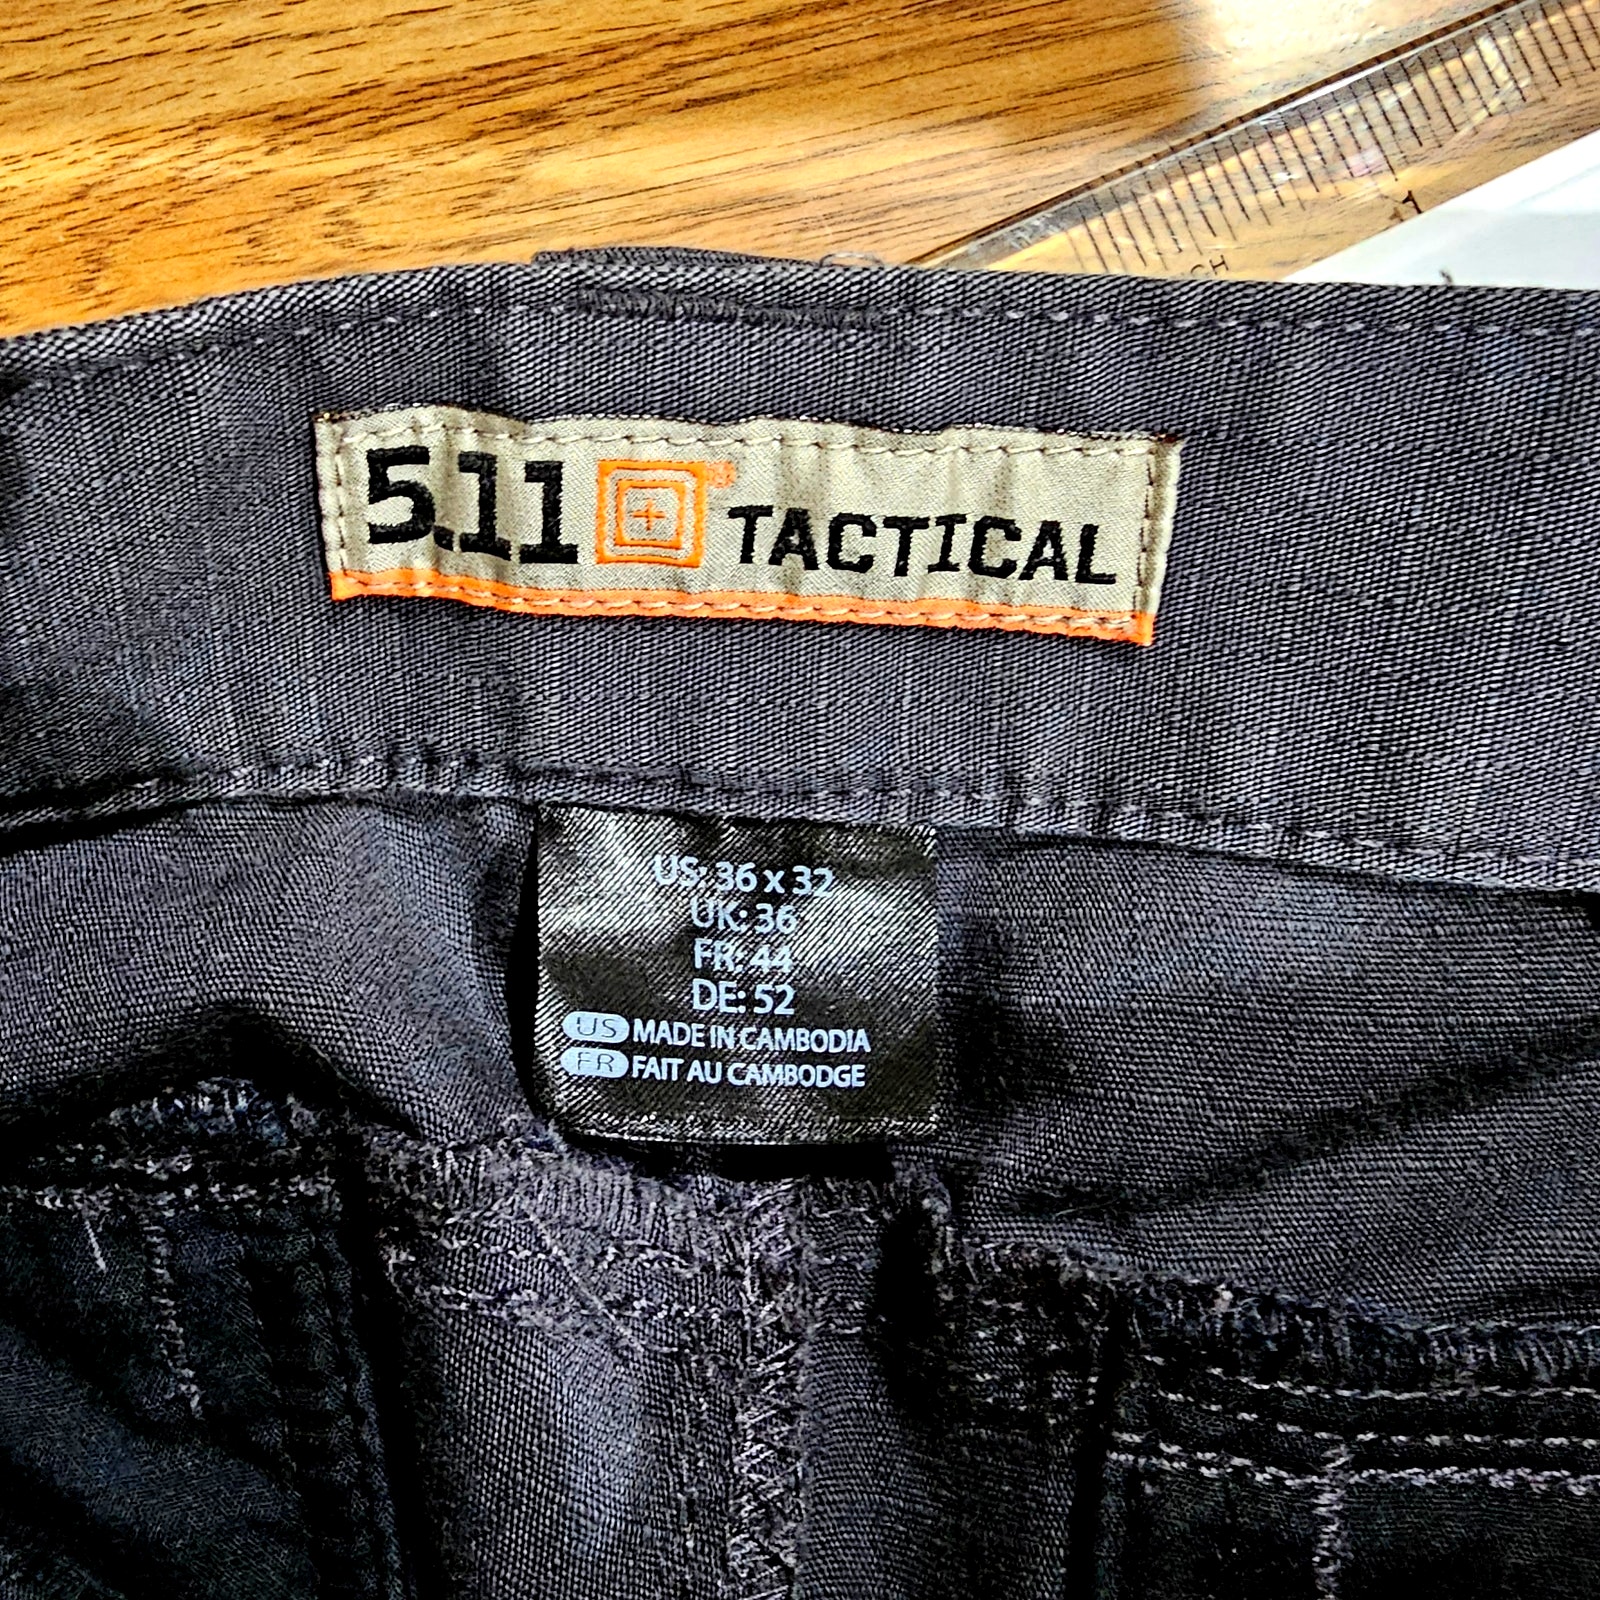 5.11 ® TACTICAL
US: 36 x 32
UK: 36
FR: 44
DE: 52
US MADE IN CAMBODIA
FR FAIT AU CAMBODGE